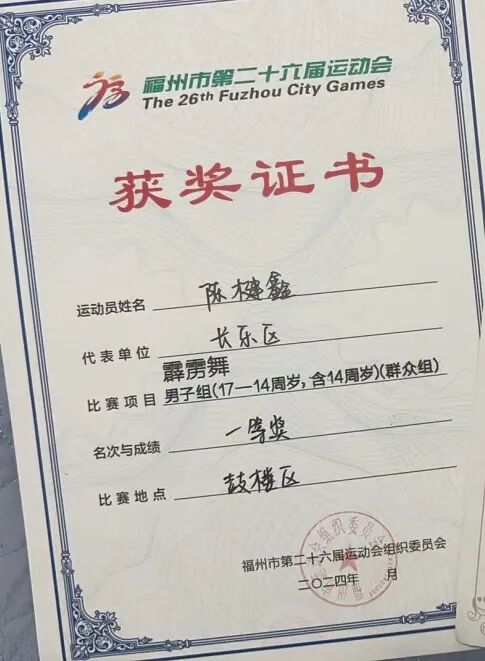 福州市第二十六届运动会
The 26th Fuzhou City Games
获奖证书
运动员姓名 陈楗鑫
代表单位 长乐区
霹雳舞
比赛项目 男子组(17—14周岁,含14周岁)(群众组)
名次与成绩 一等奖
比赛地点 鼓楼区
福州市第二十六届运动会组织委员会
二〇二四年 月